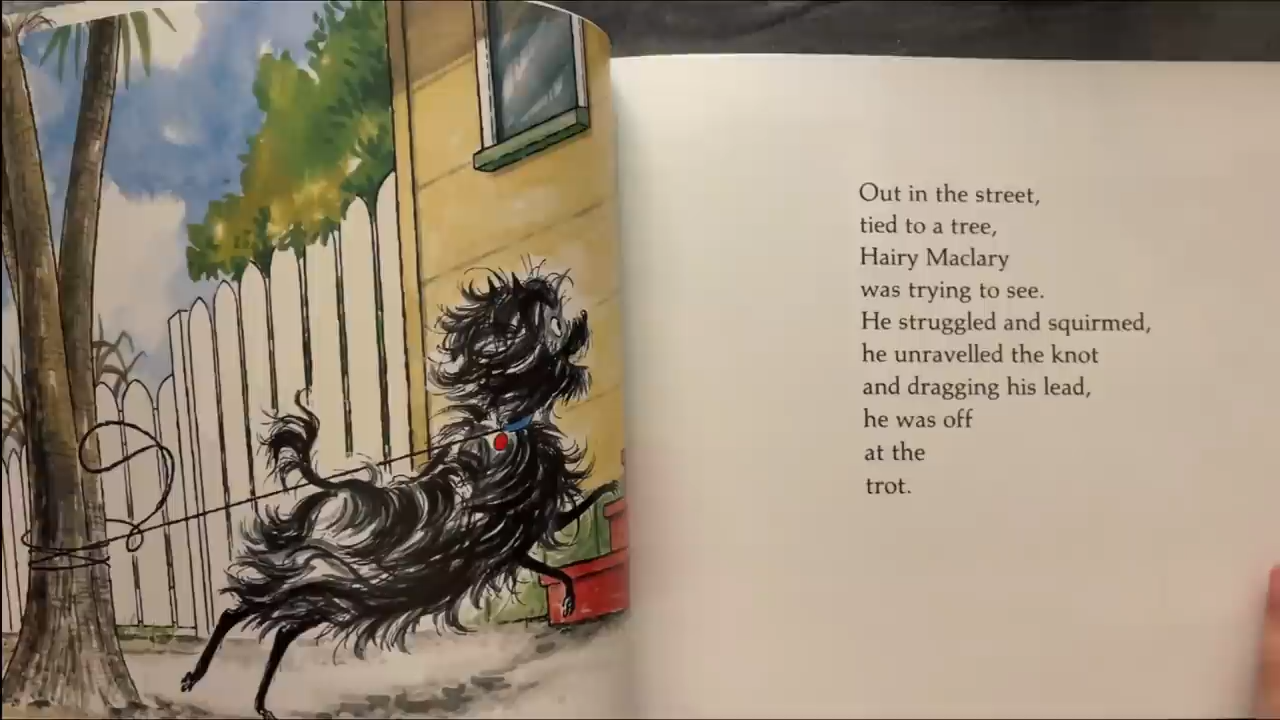 Out in the street,
tied to a tree,
Hairy Maclary
was trying to see.
He struggled and squirmed,
he unravelled the knot
and dragging his lead,
he was off
at the
trot.